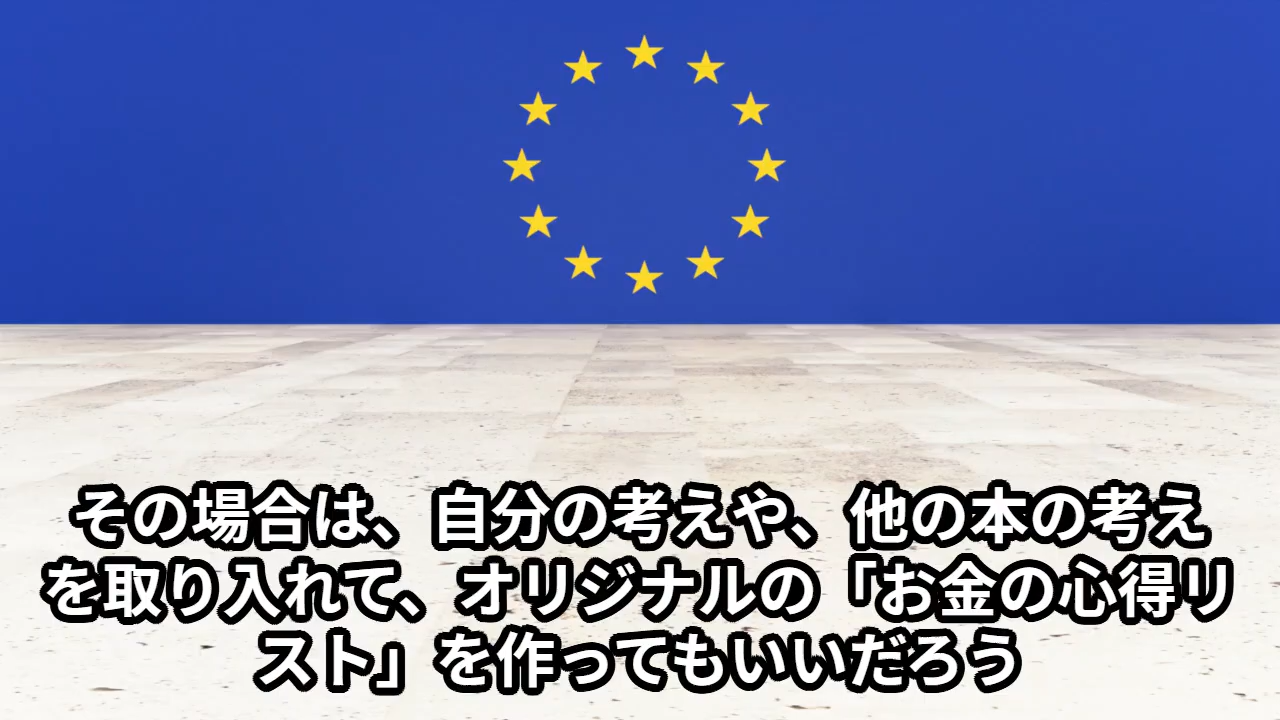 その場合は、自分の考えや、他の本の考え
を取り入れて、オリジナルの「お金の心得リ
スト」を作ってもいいだろう